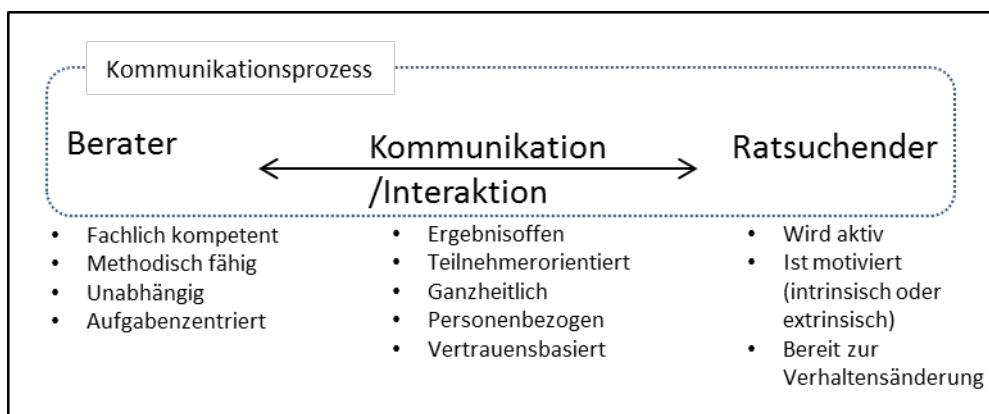 Kommunikationsprozess
Berater
Kommunikation
/Interaktion
Ratsuchender
• Fachlich kompetent
• Methodisch fähig
• Unabhängig
• Aufgabenzentriert
• Ergebnisoffen
• Teilnehmerorientiert
• Ganzheitlich
• Personenbezogen
• Vertrauensbasiert
• Wird aktiv
• Ist motiviert
(intrinsisch oder
extrinsisch)
• Bereit zur
Verhaltensänderung